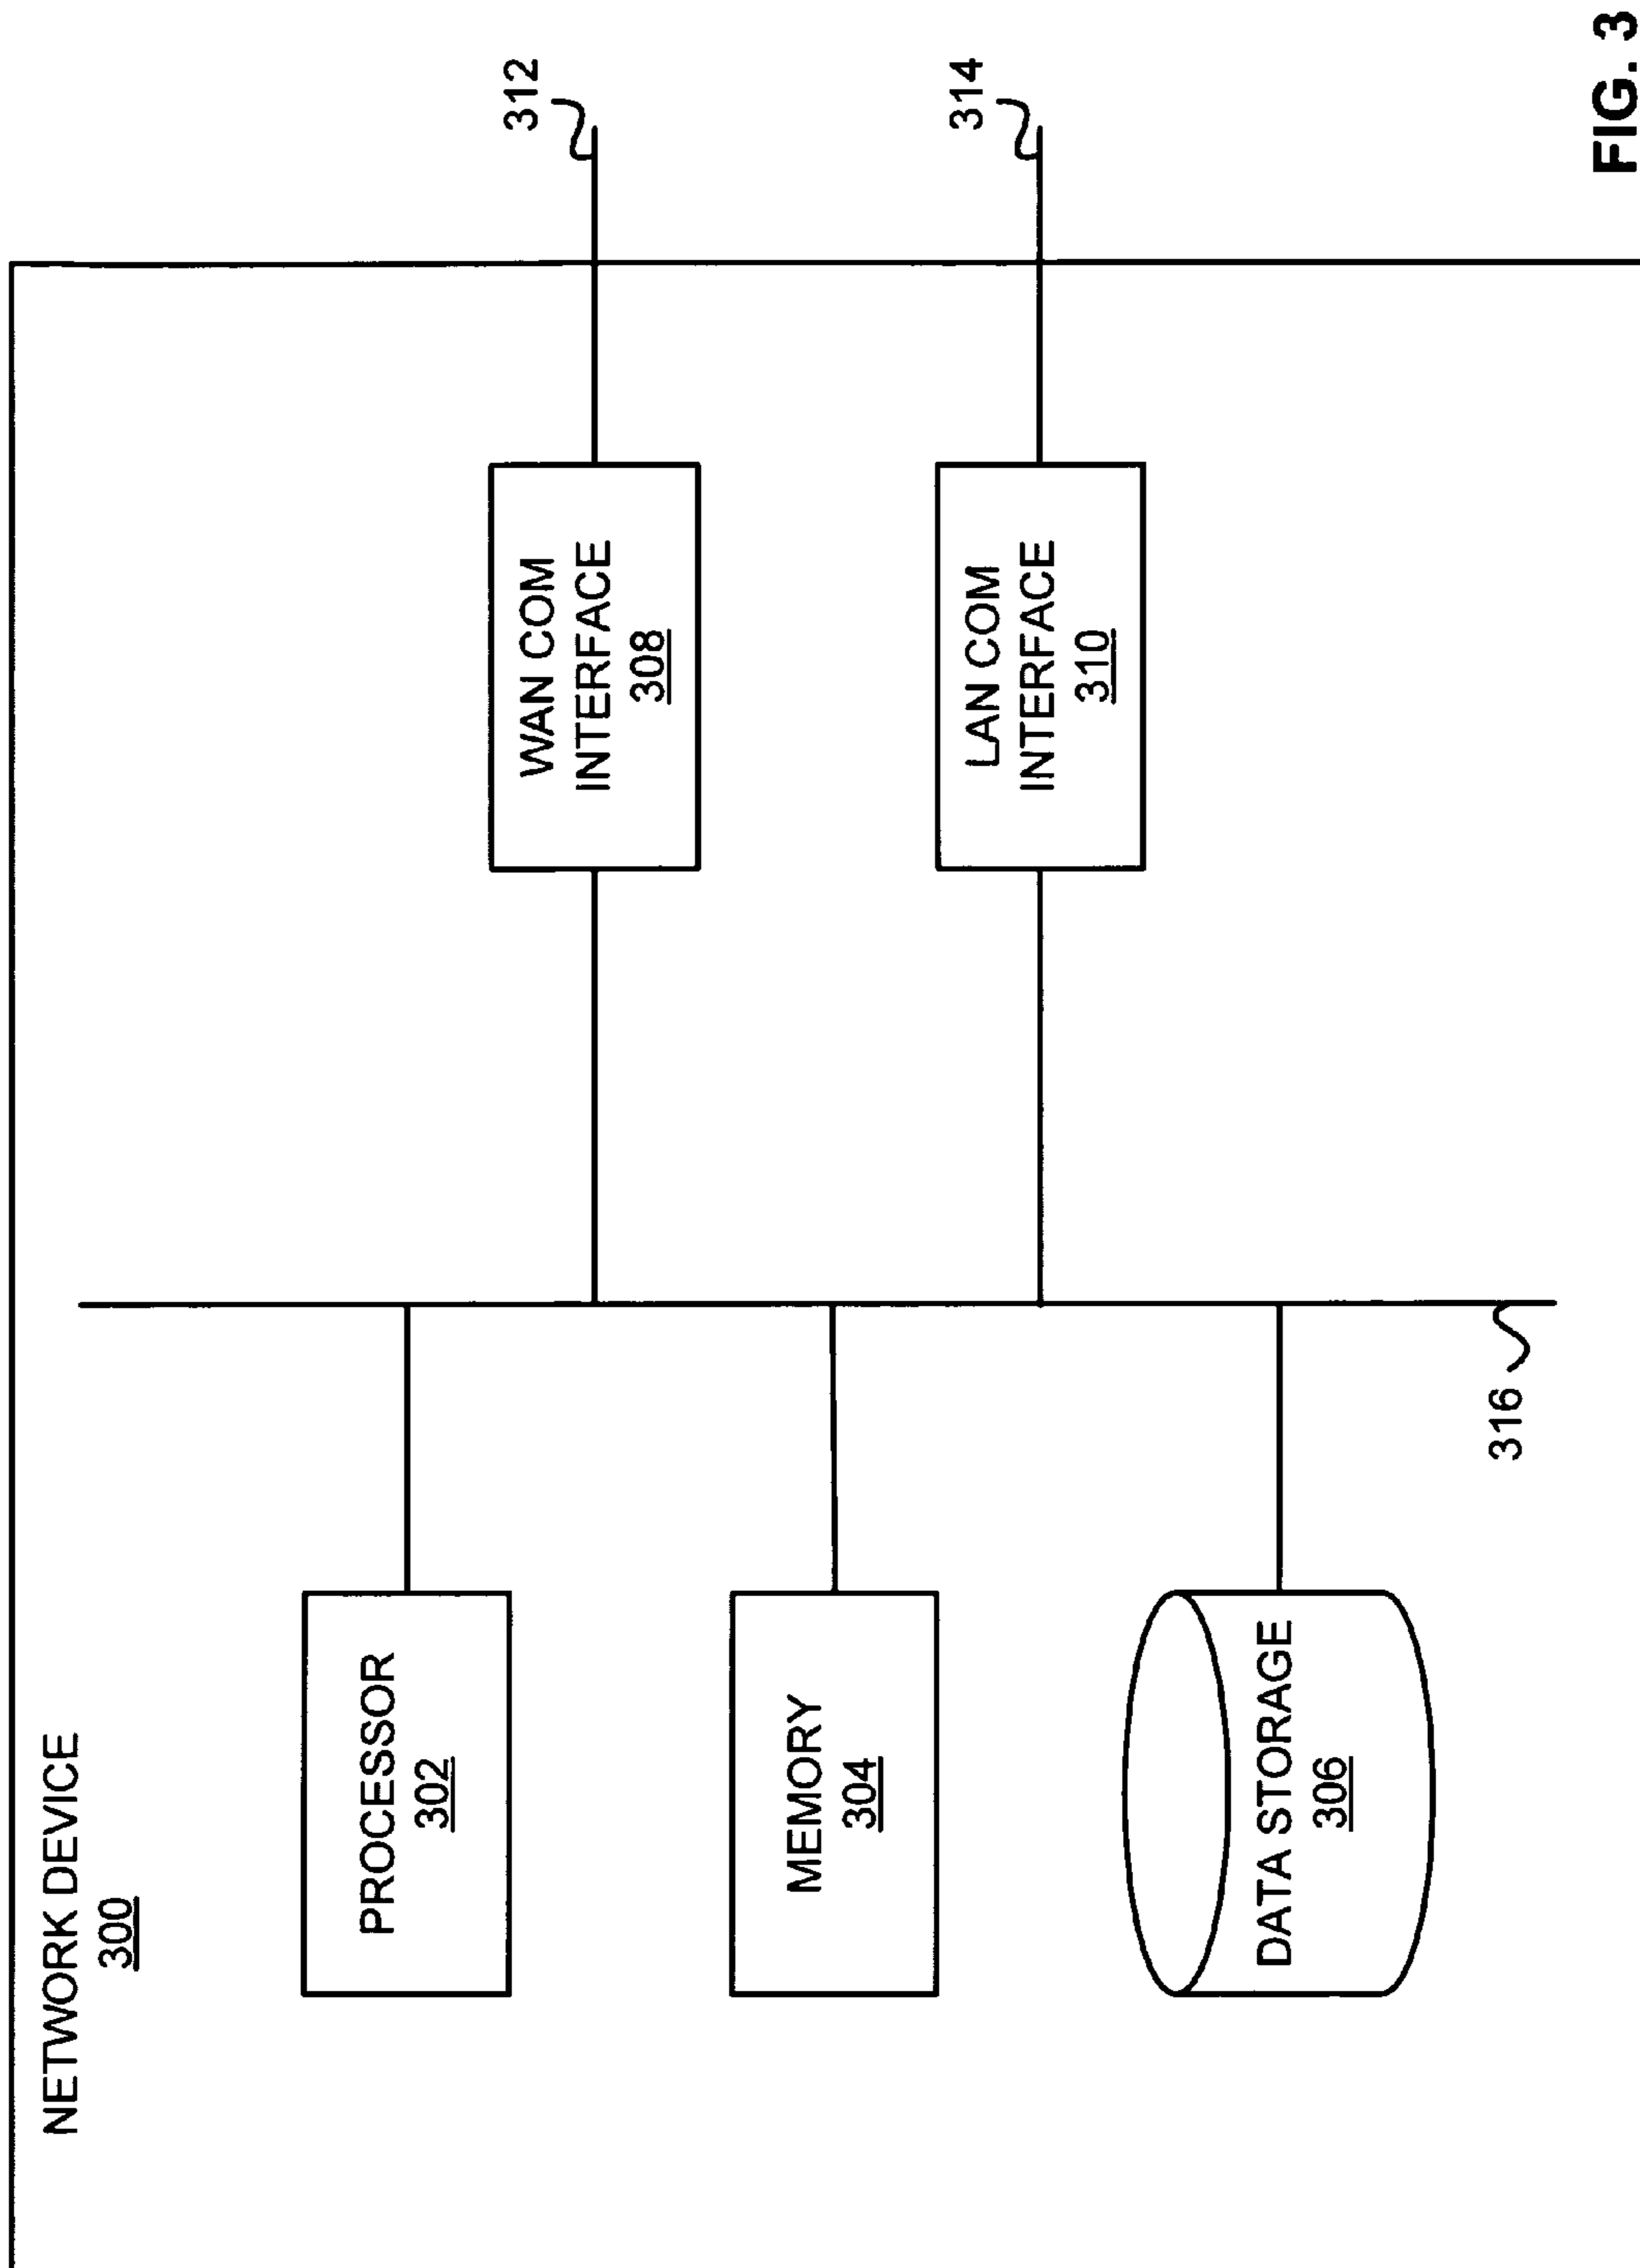 NETWORK DEVICE
300
PROCESSOR
302
MEMORY
304
DATA STORAGE
306
316
WAN COM
INTERFACE
308
LAN COM
INTERFACE
310
312
314
FIG. 3